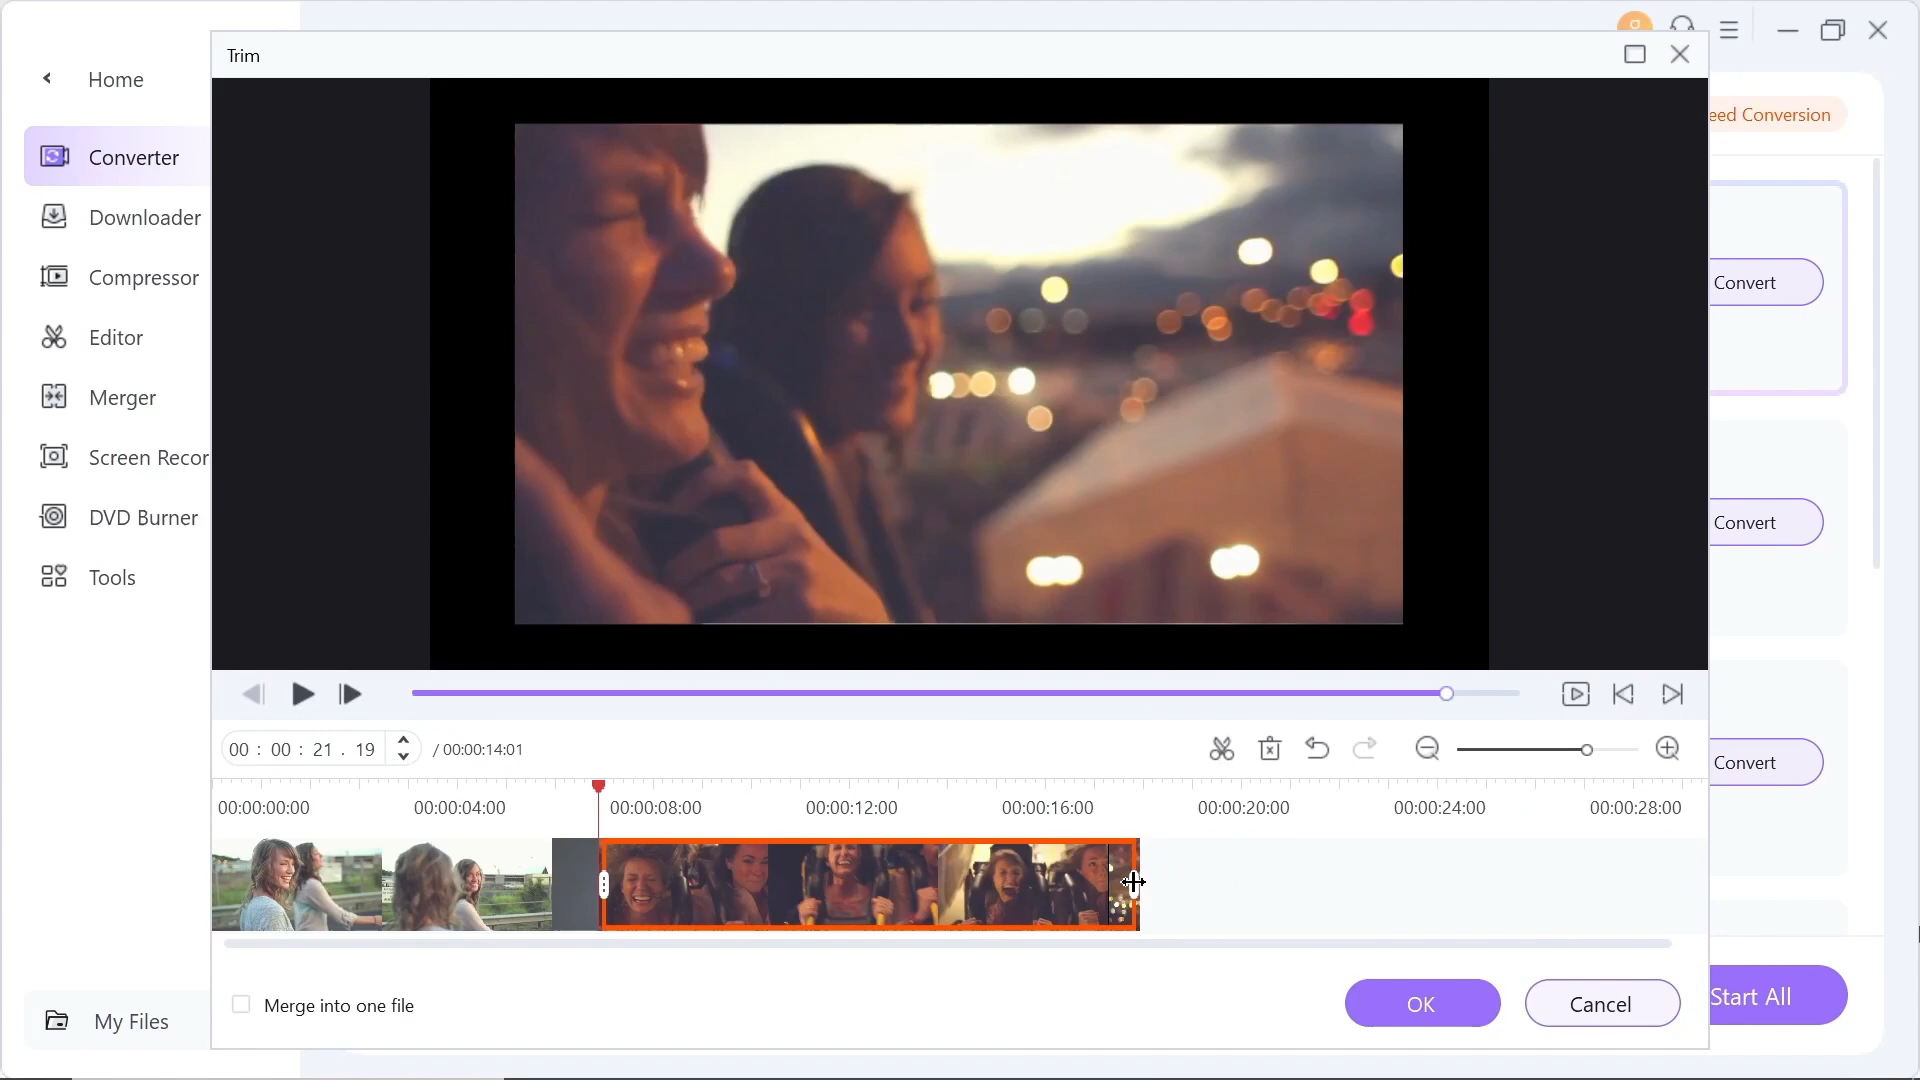 Trim
Home
Converter
Downloader
Compressor
Editor
Merger
Screen Recor
DVD Burner
Tools
My Files
eed Conversion
Convert
Convert
Convert
Start All
00 : 00 : 21 . 19
/ 00:00:14:01
00:00:00:00
00:00:04:00
00:00:08:00
00:00:12:00
00:00:16:00
00:00:20:00
00:00:24:00
00:00:28:00
Merge into one file
OK
Cancel